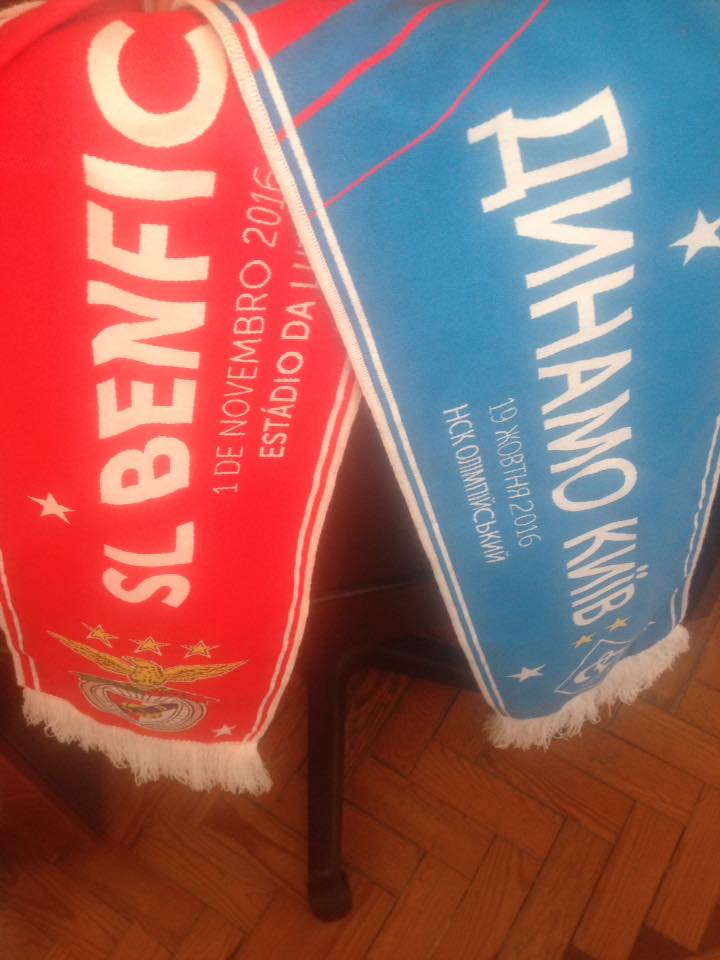 SL BENFIC
1 DE NOVEMBRO 2016
ESTÁDIO DA
ДИНАМО КИЇВ
19 ЖОВТНЯ 2016
НСК ОЛІМПІЙСЬКИЙ